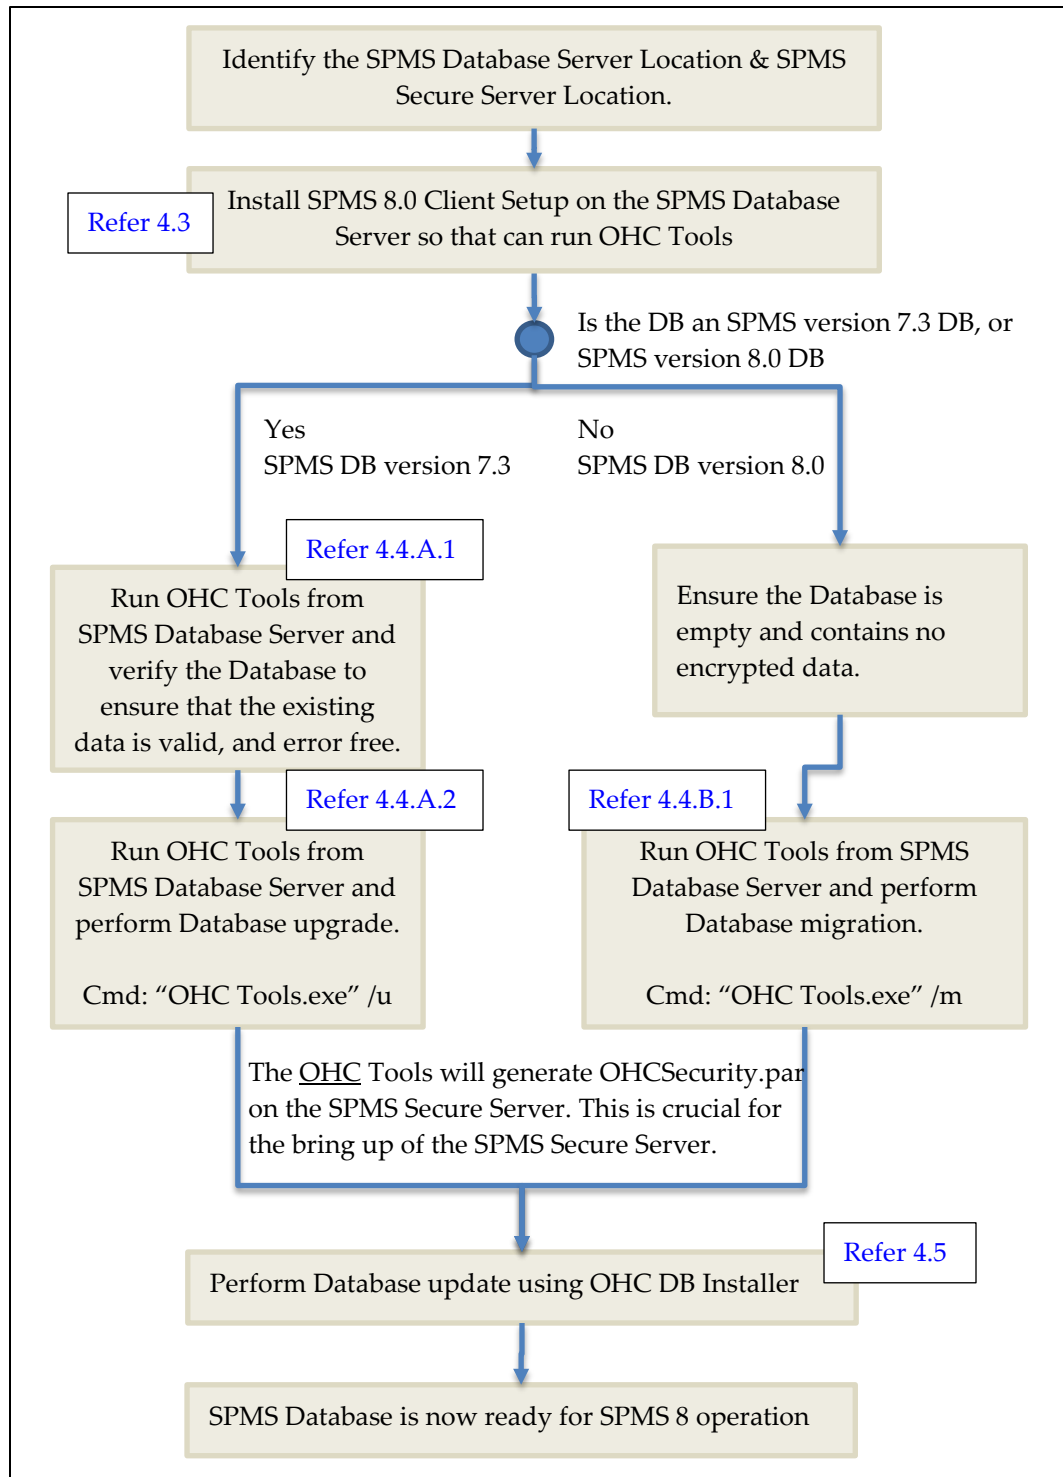 Identify the SPMS Database Server Location & SPMS
Secure Server Location.
Refer 4.3
Install SPMS 8.0 Client Setup on the SPMS Database
Server so that can run OHC Tools
Is the DB an SPMS version 7.3 DB, or
SPMS version 8.0 DB
Yes
SPMS DB version 7.3
No
SPMS DB version 8.0
Refer 4.4.A.1
Run OHC Tools from
SPMS Database Server and
verify the Database to
ensure that the existing
data is valid, and error free.
Ensure the Database is
empty and contains no
encrypted data.
Refer 4.4.A.2
Run OHC Tools from
SPMS Database Server and
perform Database upgrade.
Cmd: “OHC Tools.exe” /u
Refer 4.4.B.1
Run OHC Tools from SPMS
Database Server and perform
Database migration.
Cmd: “OHC Tools.exe” /m
The OHC Tools will generate OHCSecurity.par
on the SPMS Secure Server. This is crucial for
the bring up of the SPMS Secure Server.
Refer 4.5
Perform Database update using OHC DB Installer
SPMS Database is now ready for SPMS 8 operation